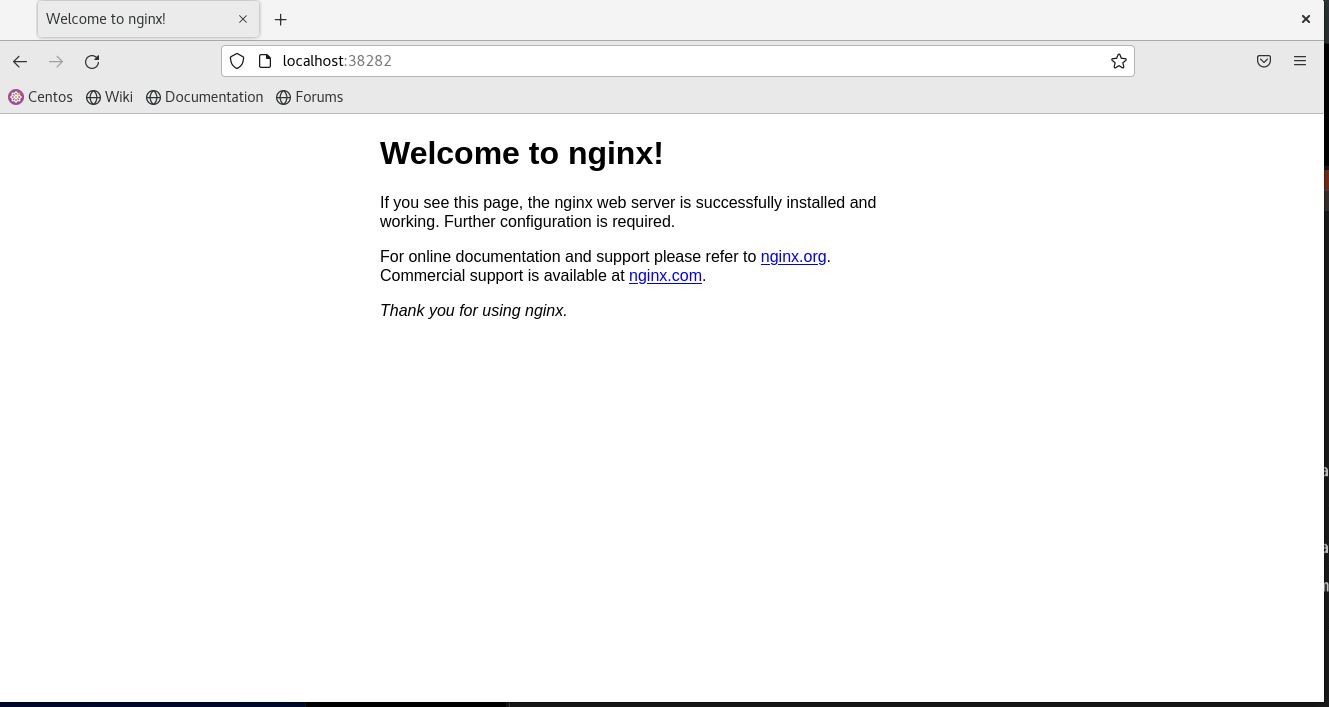 Welcome to nginx!
localhost:38282
Centos Wiki Documentation Forums
Welcome to nginx!
If you see this page, the nginx web server is successfully installed and
working. Further configuration is required.
For online documentation and support please refer to nginx.org.
Commercial support is available at nginx.com.
Thank you for using nginx.